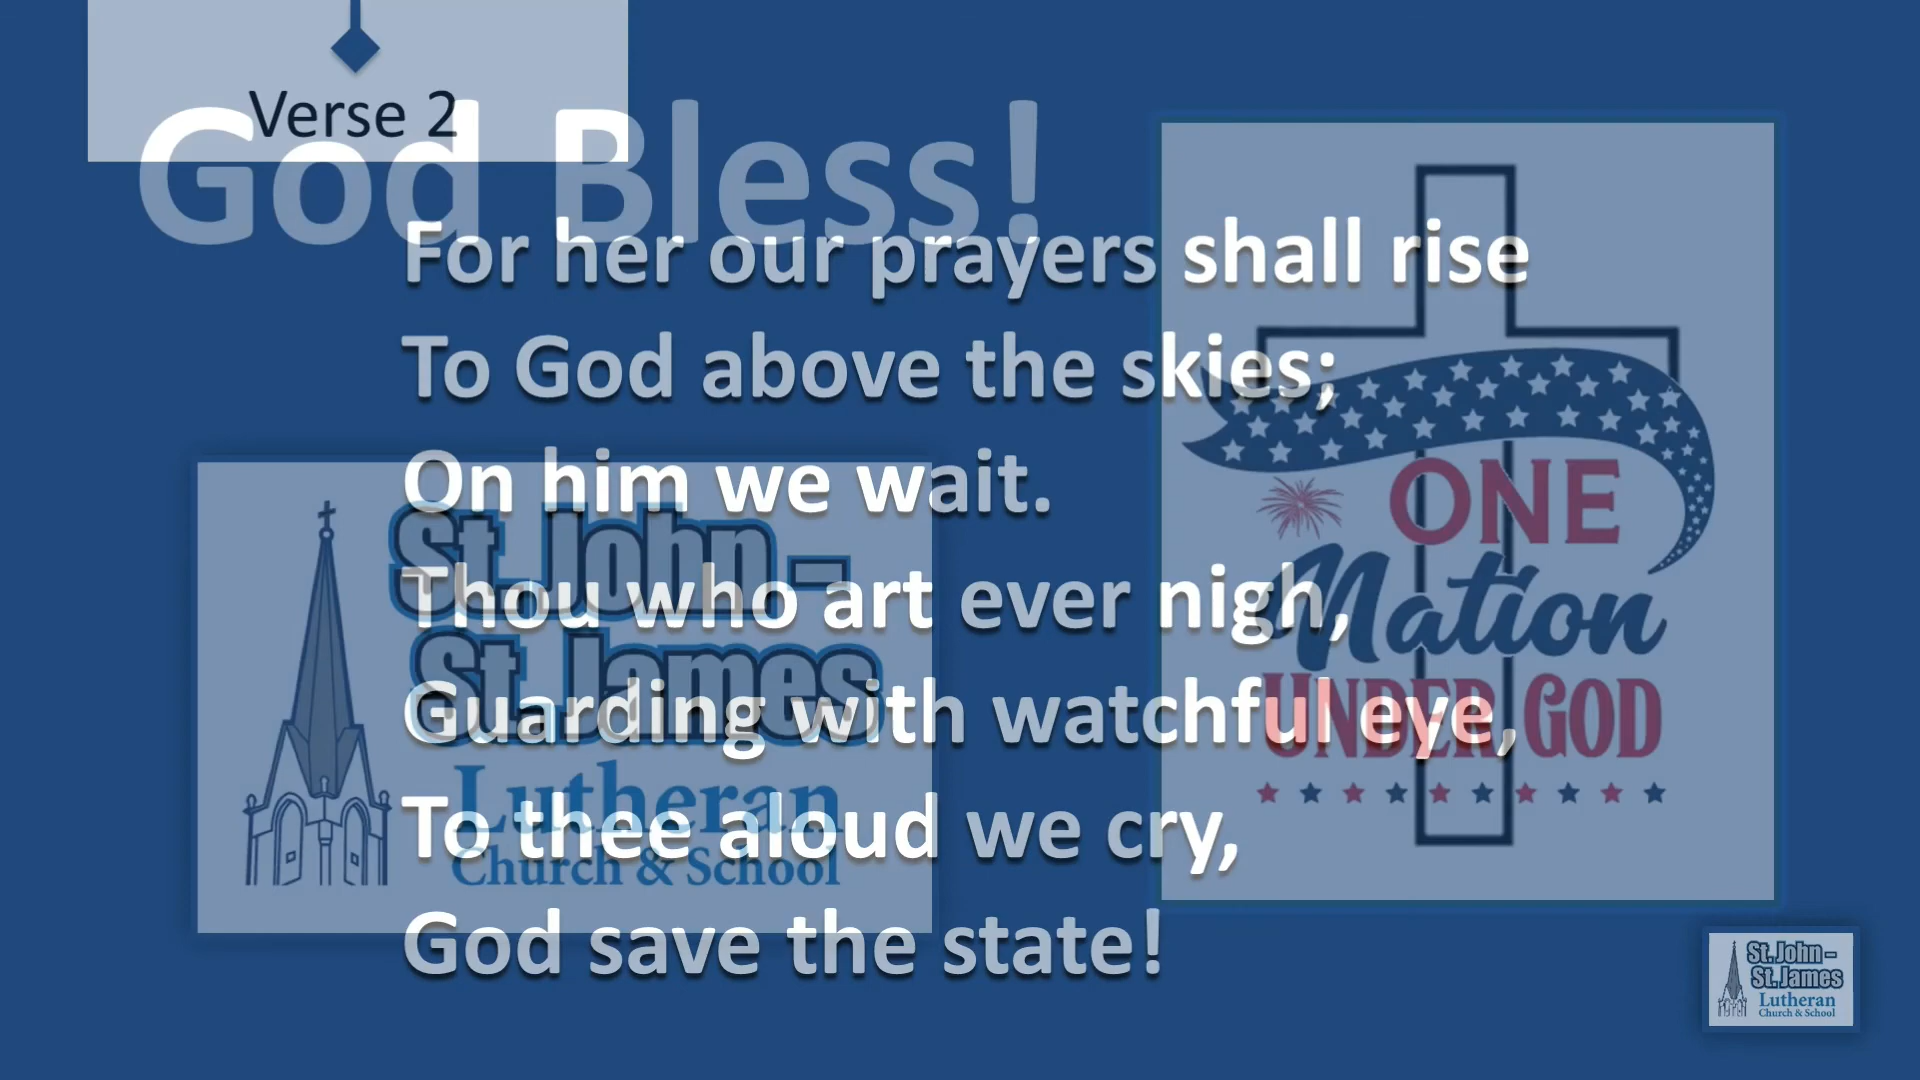 Verse 2
God Bless!
For her our prayers shall rise
To God above the skies;
On him we wait.
Thou who art ever nigh,
Guarding with watchful eye,
To thee aloud we cry,
God save the state!
St. John –
St. James
Lutheran
Church & School
ONE
Nation
UNDER GOD
St. John –
St. James
Lutheran
Church & School